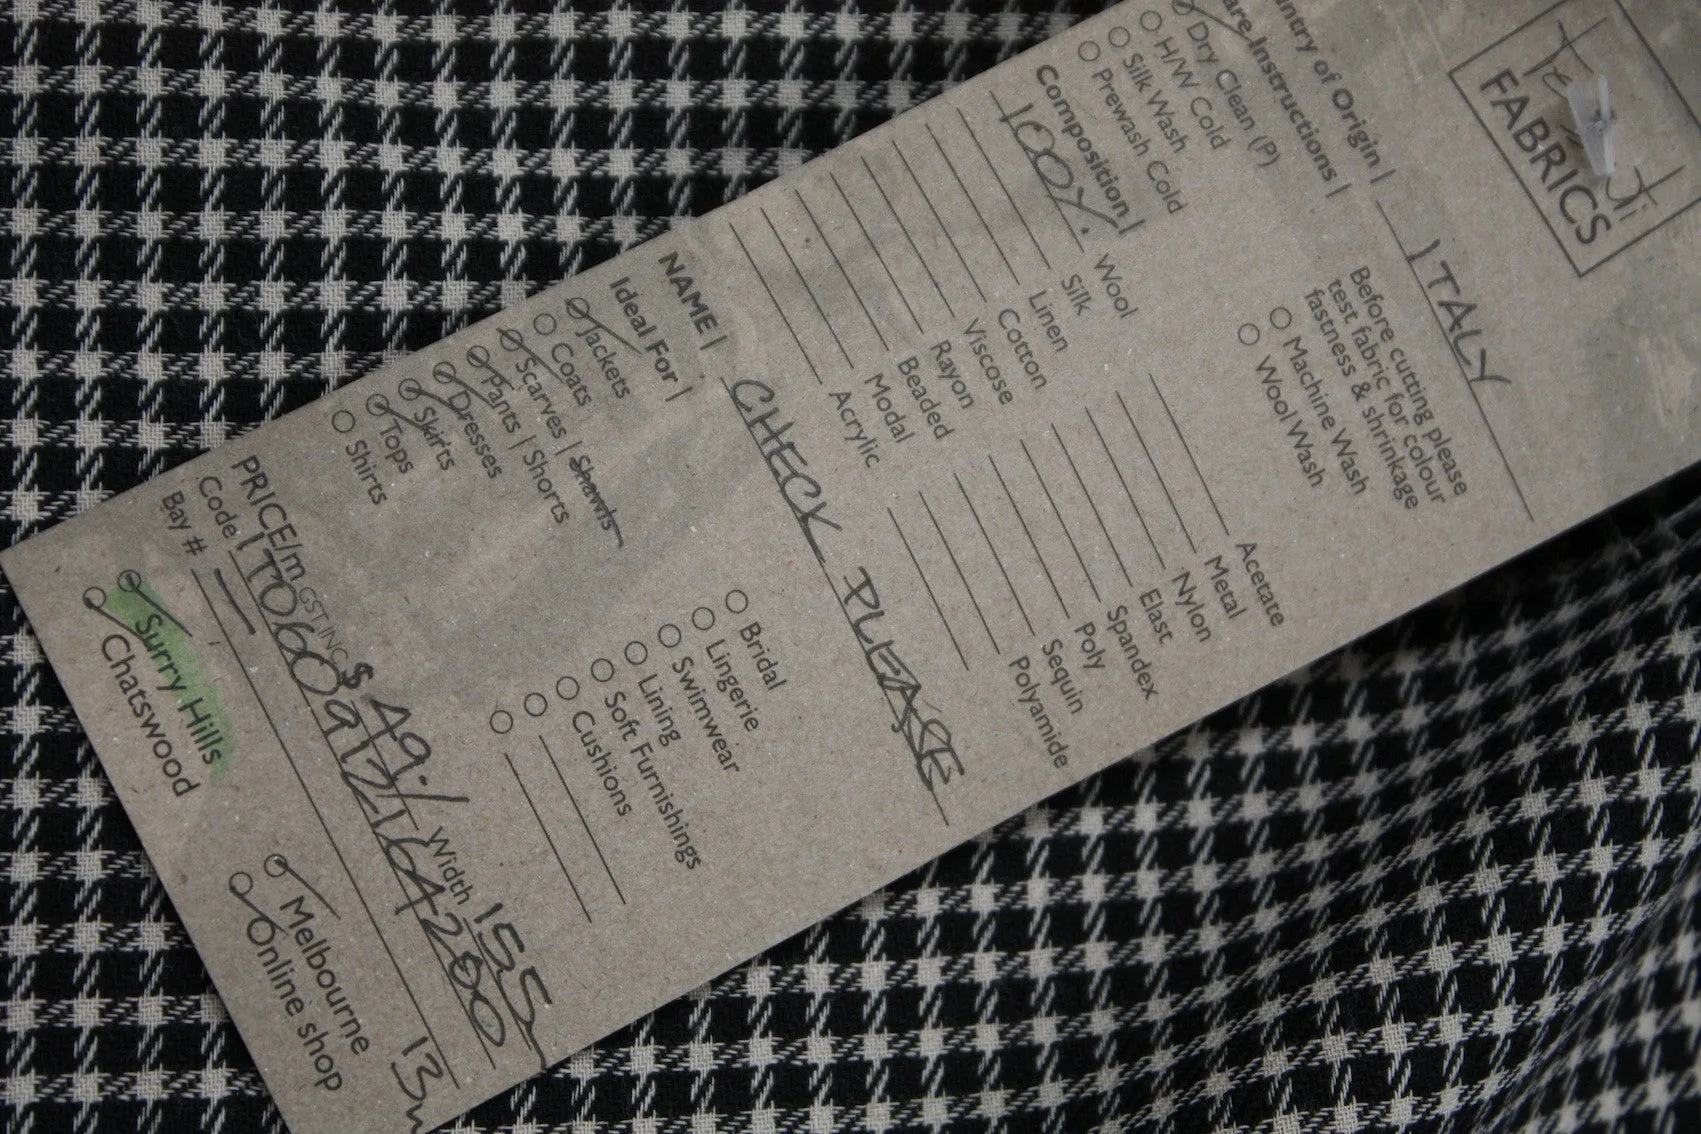 FABRICS
ntry of Origin | ITALY
are Instructions |
Dry Clean (P)
H/W Cold
Silk Wash
Prewash Cold
Before cutting please
test fabric for colour
fastness & shrinkage
Machine Wash
Wool Wash
Composition |
100% Wool
Silk
Linen
Cotton
Viscose
Rayon
Beaded
Modal
Acrylic
Acetate
Metal
Nylon
Elast
Spandex
Poly
Sequin
Polyamide
NAME | CHECK PLEASE
Ideal For |
Jackets
Coats
Scarves | Shawls
Pants | Shorts
Dresses
Skirts
Tops
Shirts
Bridal
Lingerie
Swimwear
Lining
Soft Furnishings
Cushions
PRICE/m GST INC $ 49./ Width 155
Code ITO60912164200
Bay #
Surry Hills
Chatswood
Melbourne
Online shop